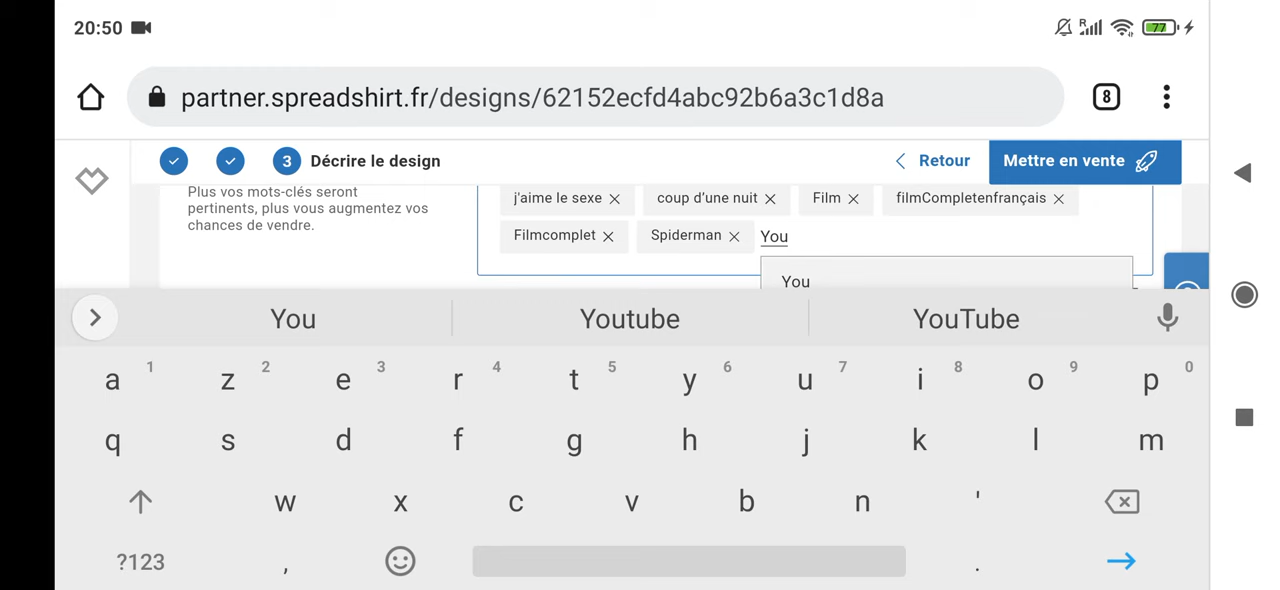 20:50
R
77
partner.spreadshirt.fr/designs/62152ecfd4abc92b6a3c1d8a
8
3 Décrire le design
Retour
Mettre en vente
Plus vos mots-clés seront
pertinents, plus vous augmentez vos
chances de vendre.
j'aime le sexe
coup d’une nuit
Film
filmCompletenfrançais
Filmcomplet
Spiderman
You
You
You
Youtube
YouTube
a 1 z 2 e 3 r 4 t 5 y 6 u 7 i 8 o 9 p 0
q s d f g h j k l m
w x c v b n '
?123 , .